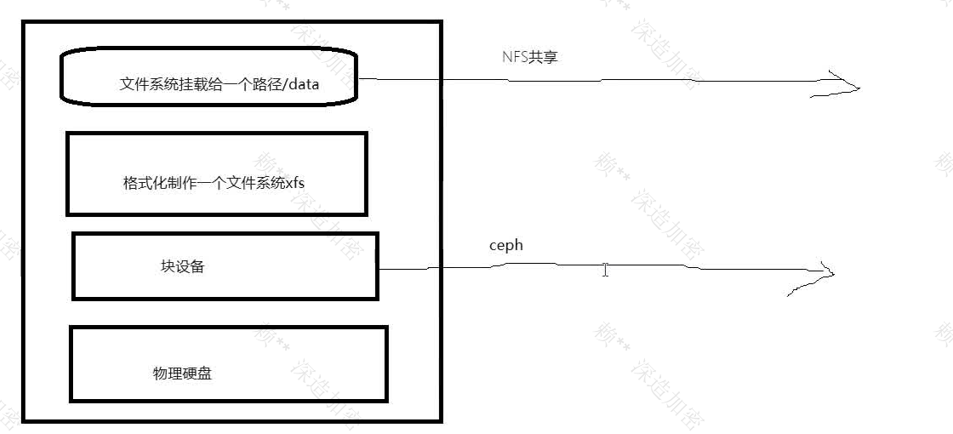 NFS共享
文件系统挂载给一个路径/data
格式化制作一个文件系统xfs
ceph
块设备
物理硬盘
赖** 深造加密
赖** 深造加密
赖** 深造加密
赖** 深造加密